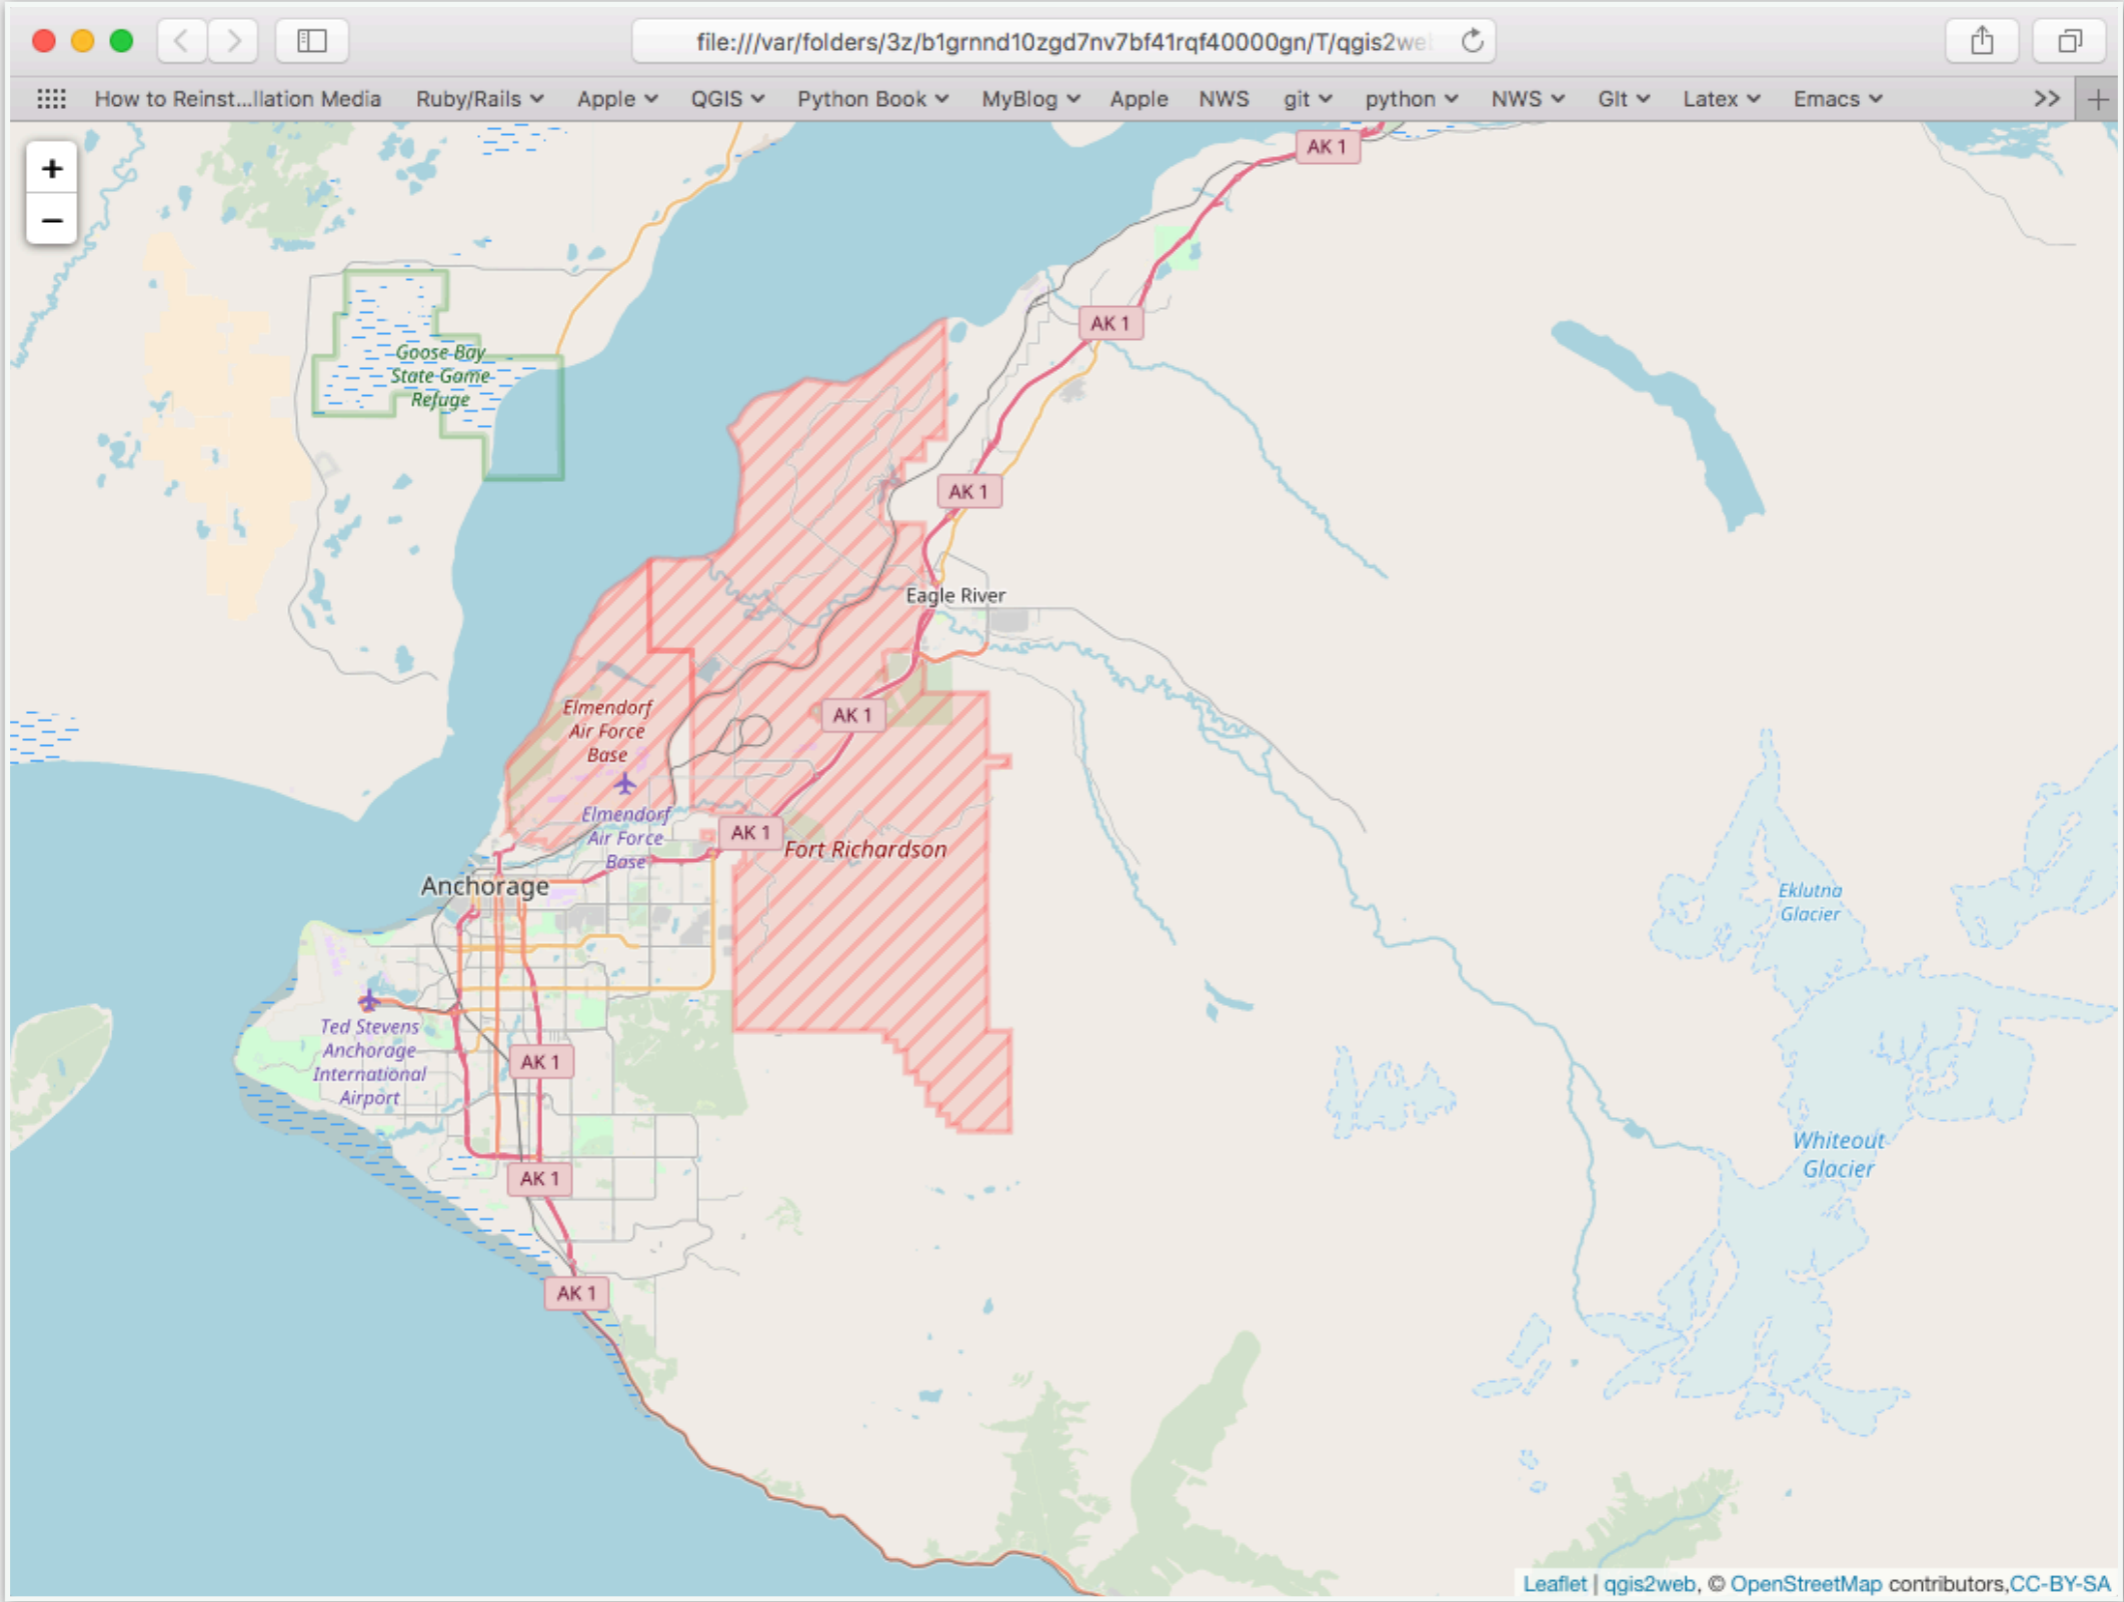 file:///var/folders/3z/b1grnnd10zgd7nv7bf41rqf40000gn/T/qgis2we
How to Reinst...llation Media Ruby/Rails Apple QGIS Python Book MyBlog Apple NWS git python NWS GIt Latex Emacs >> +
+
−
AK 1
AK 1
Goose Bay
State Game
Refuge
AK 1
Eagle River
Elmendorf
Air Force
Base
AK 1
Elmendorf
Air Force
Base
AK 1
Fort Richardson
Anchorage
Eklutna
Glacier
Ted Stevens
Anchorage
International
Airport
AK 1
Whiteout
Glacier
AK 1
AK 1
Leaflet | qgis2web, © OpenStreetMap contributors,CC-BY-SA